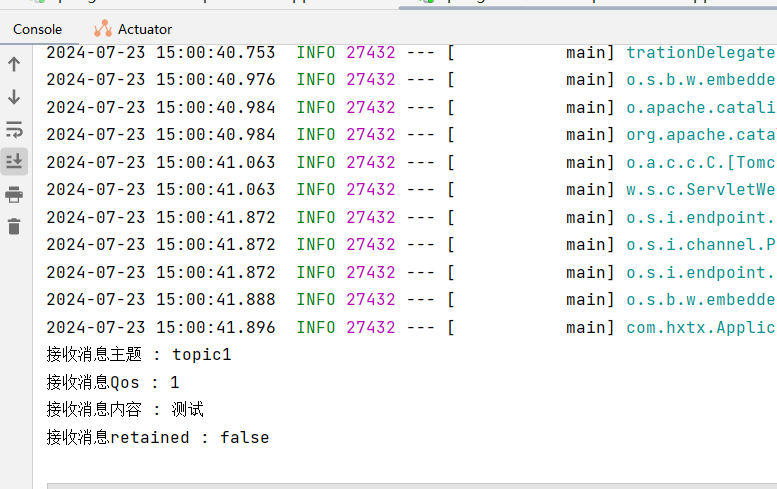 Console Actuator
2024-07-23 15:00:40.753 INFO 27432 --- [ main] trationDelegate
2024-07-23 15:00:40.976 INFO 27432 --- [ main] o.s.b.w.embedde
2024-07-23 15:00:40.984 INFO 27432 --- [ main] o.apache.catali
2024-07-23 15:00:40.984 INFO 27432 --- [ main] org.apache.cata
2024-07-23 15:00:41.063 INFO 27432 --- [ main] o.a.c.c.C.[Tomc
2024-07-23 15:00:41.063 INFO 27432 --- [ main] w.s.c.ServletWe
2024-07-23 15:00:41.872 INFO 27432 --- [ main] o.s.i.endpoint.
2024-07-23 15:00:41.872 INFO 27432 --- [ main] o.s.i.channel.P
2024-07-23 15:00:41.872 INFO 27432 --- [ main] o.s.i.endpoint.
2024-07-23 15:00:41.888 INFO 27432 --- [ main] o.s.b.w.embedde
2024-07-23 15:00:41.896 INFO 27432 --- [ main] com.hxtx.Applic
接收消息主题 : topic1
接收消息Qos : 1
接收消息内容 : 测试
接收消息retained : false